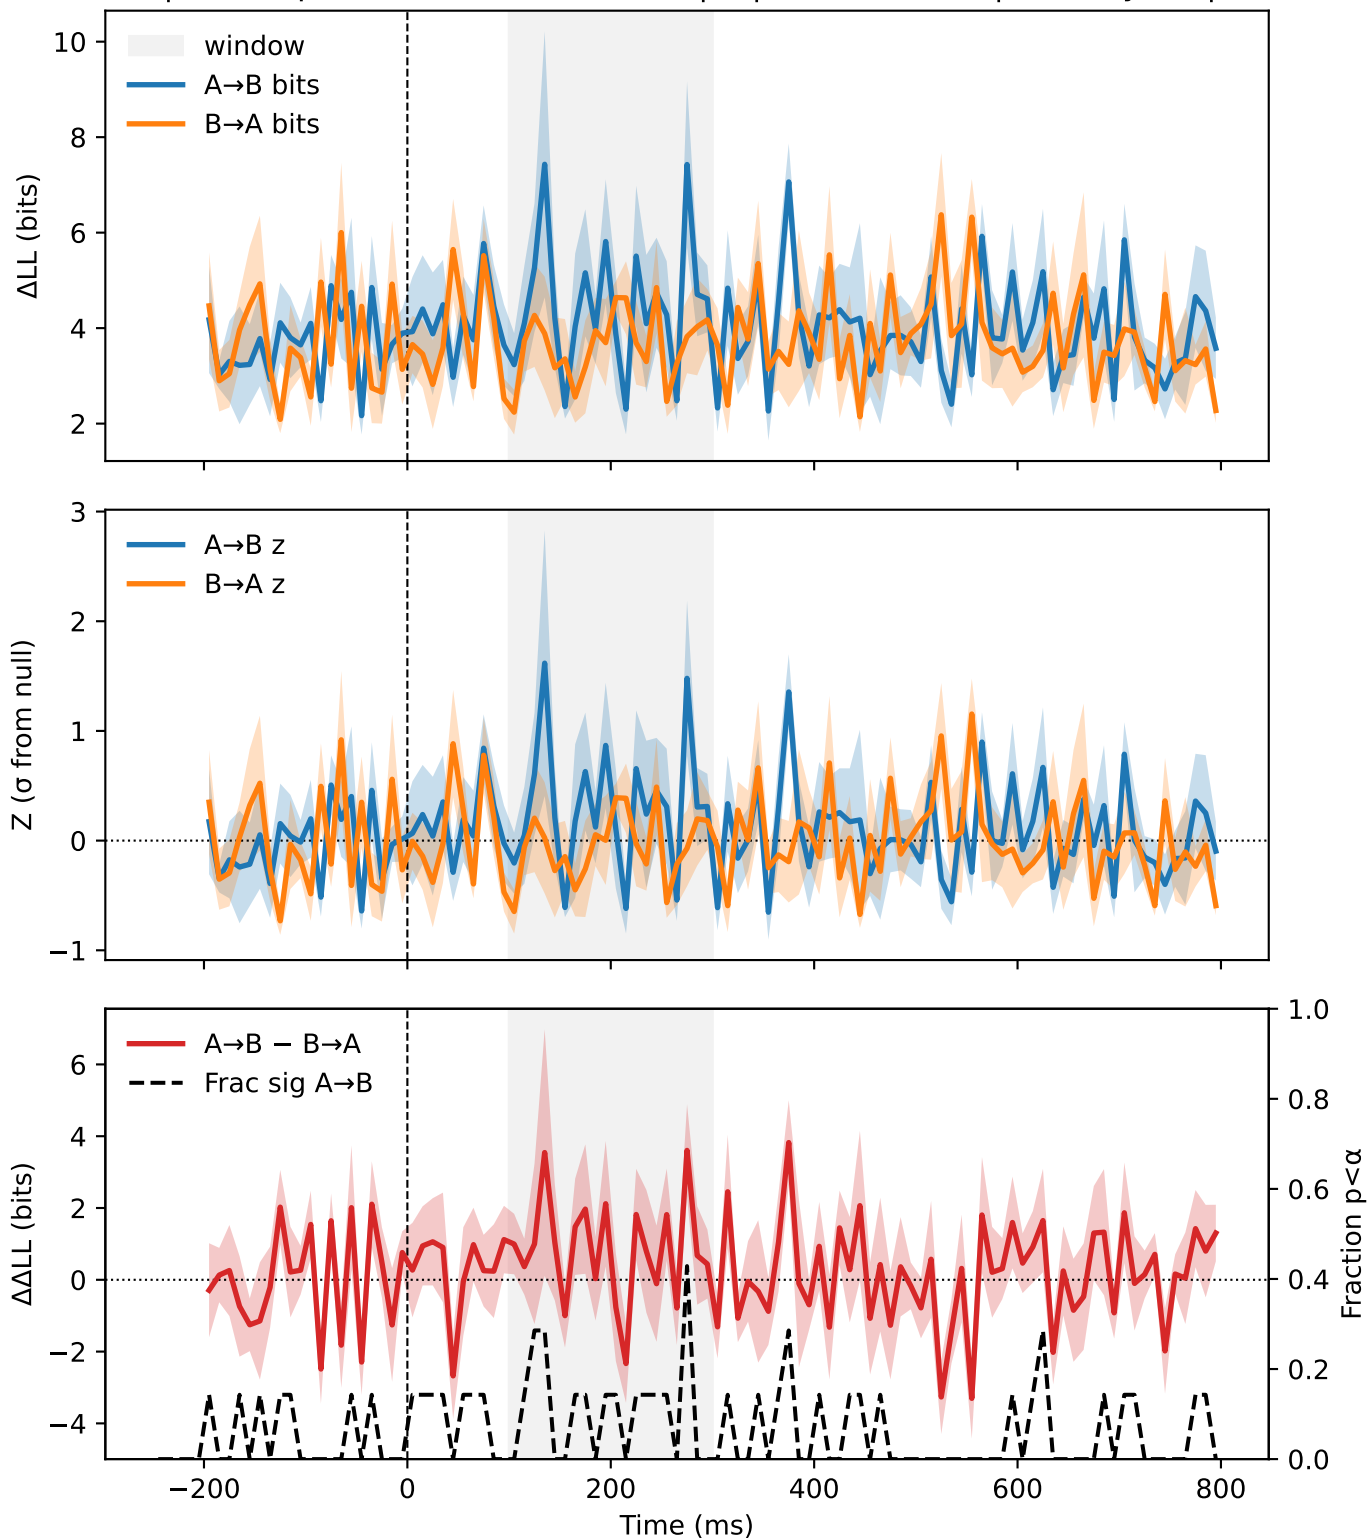 window
A→B bits
B→A bits
ΔLL (bits)
10
8
6
4
2
A→B z
B→A z
Z (σ from null)
3
2
1
0
−1
A→B − B→A
Frac sig A→B
ΔΔLL (bits)
6
4
2
0
−2
−4
1.0
0.8
0.6
0.4
0.2
0.0
Fraction p<α
−200
0
200
400
600
800
Time (ms)